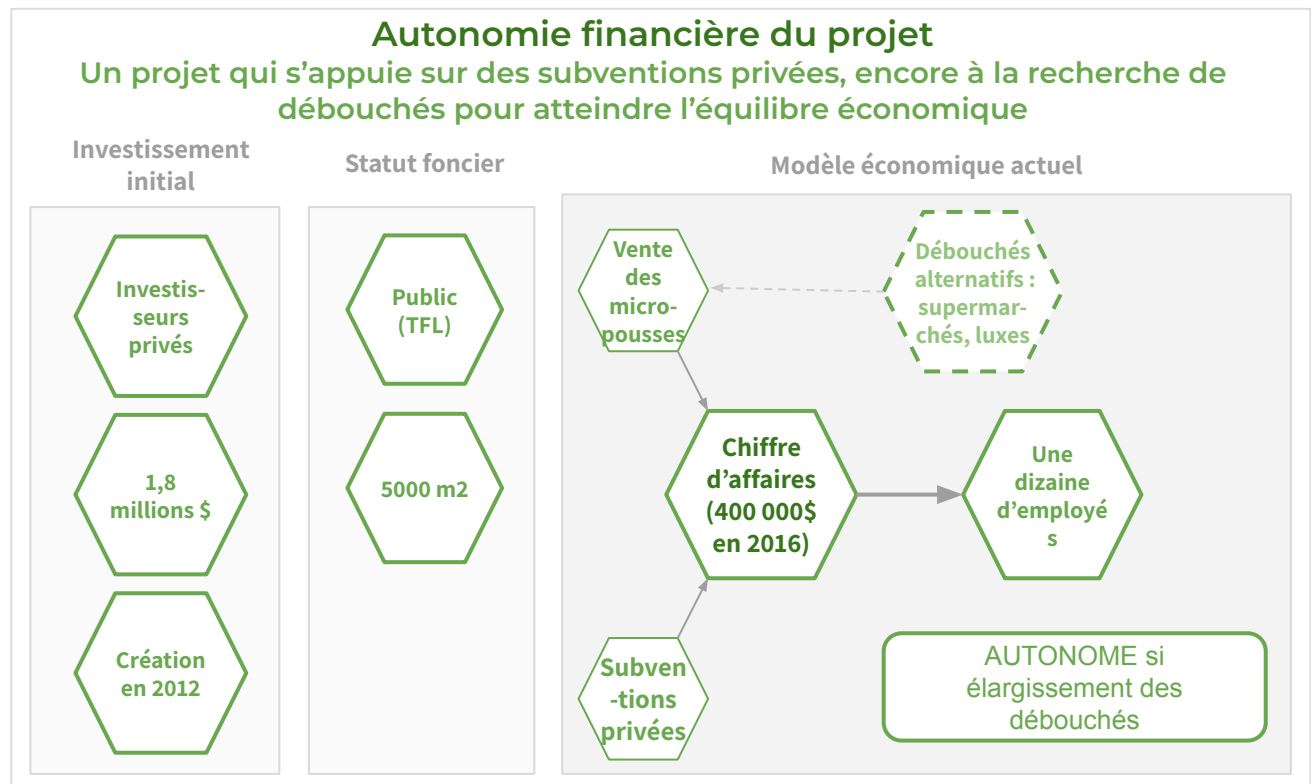 Autonomie financière du projet
Un projet qui s’appuie sur des subventions privées, encore à la recherche de
débouchés pour atteindre l’équilibre économique
Investissement
initial
Statut foncier
Modèle économique actuel
Investis-
seurs
privés
1,8
millions $
Création
en 2012
Public
(TFL)
5000 m2
Vente
des
micro-
pousses
Débouchés
alternatifs :
supermar-
chés, luxes
Chiffre
d’affaires
(400 000$
en 2016)
Une
dizaine
d’employé
s
Subven
-tions
privées
AUTONOME si
élargissement des
débouchés